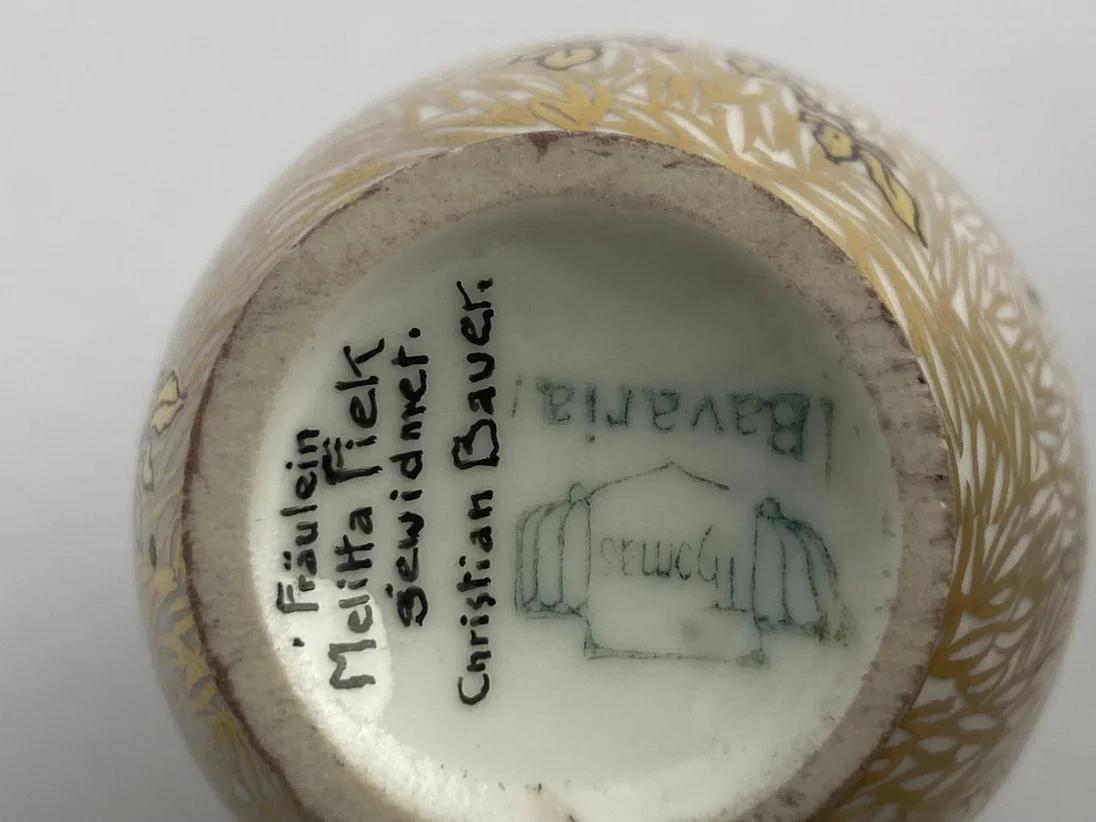 Fräulein
Melitta Fiek
gewidmet.
Christian Bauer.
Thomas
Bavaria